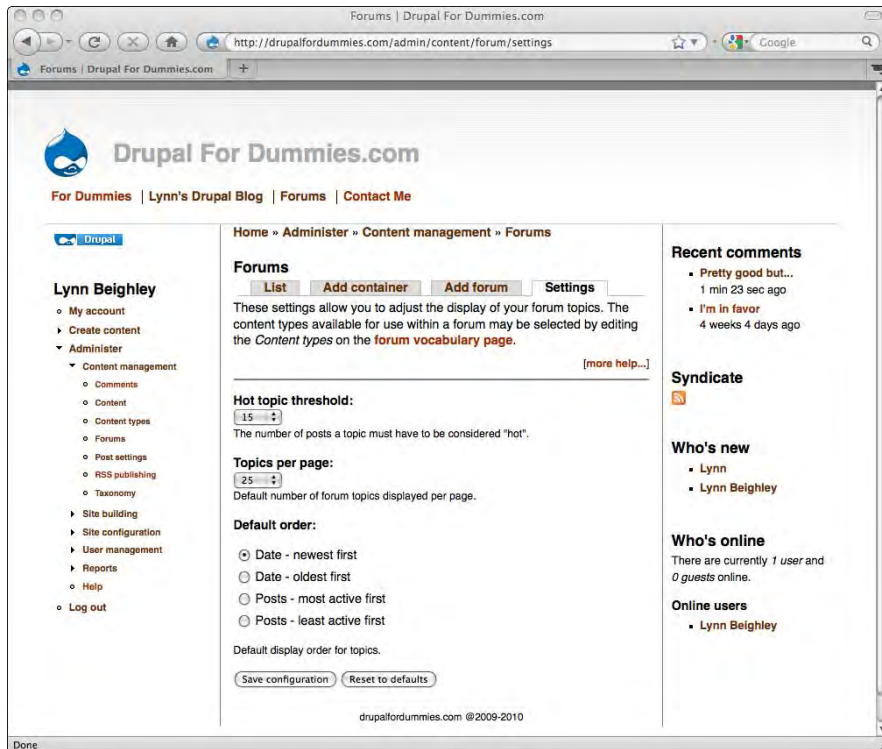 Forums | Drupal For Dummies.com
http://drupalfordummies.com/admin/content/forum/settings
Google
Forums | Drupal For Dummies.com
+
Drupal For Dummies.com
For Dummies | Lynn's Drupal Blog | Forums | Contact Me
Drupal
Lynn Beighley
My account
Create content
Administer
Content management
Comments
Content
Content types
Forums
Post settings
RSS publishing
Taxonomy
Site building
Site configuration
User management
Reports
Help
Log out
Home » Administer » Content management » Forums
Forums
List Add container Add forum Settings
These settings allow you to adjust the display of your forum topics. The
content types available for use within a forum may be selected by editing
the Content types on the forum vocabulary page.
[more help...]
Hot topic threshold:
15
The number of posts a topic must have to be considered "hot".
Topics per page:
25
Default number of forum topics displayed per page.
Default order:
Date - newest first
Date - oldest first
Posts - most active first
Posts - least active first
Default display order for topics.
Save configuration Reset to defaults
drupalfordummies.com @2009-2010
Recent comments
Pretty good but...
1 min 23 sec ago
I'm in favor
4 weeks 4 days ago
Syndicate
Who's new
Lynn
Lynn Beighley
Who's online
There are currently 1 user and
0 guests online.
Online users
Lynn Beighley
Done